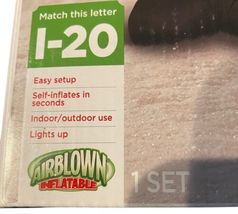 Match this letter
I-20
Easy setup
Self-inflates in
seconds
Indoor/outdoor use
Lights up
AIRBLOWN
INFLATABLE
1 SET